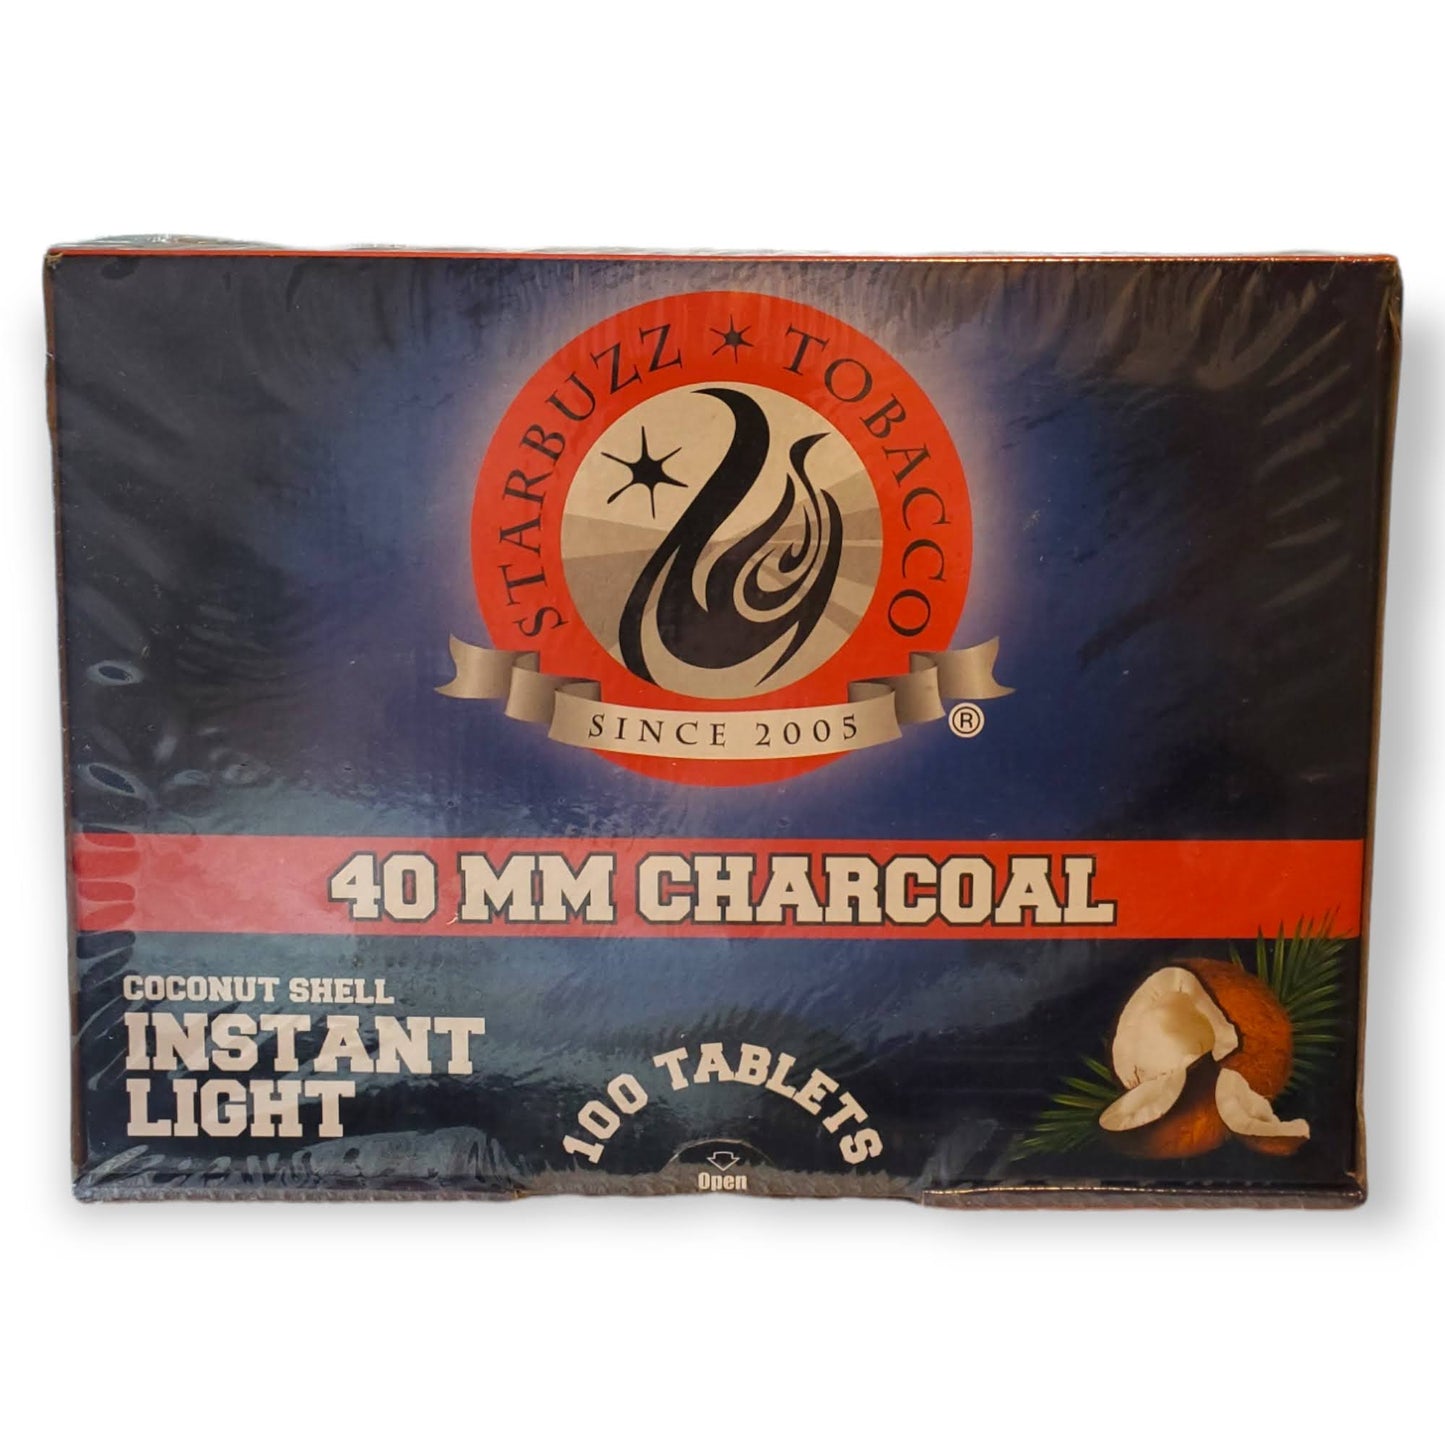 STARBUZZ TOBACCO
SINCE 2005
®
40 MM CHARCOAL
COCONUT SHELL
INSTANT
LIGHT
100 TABLETS
Open